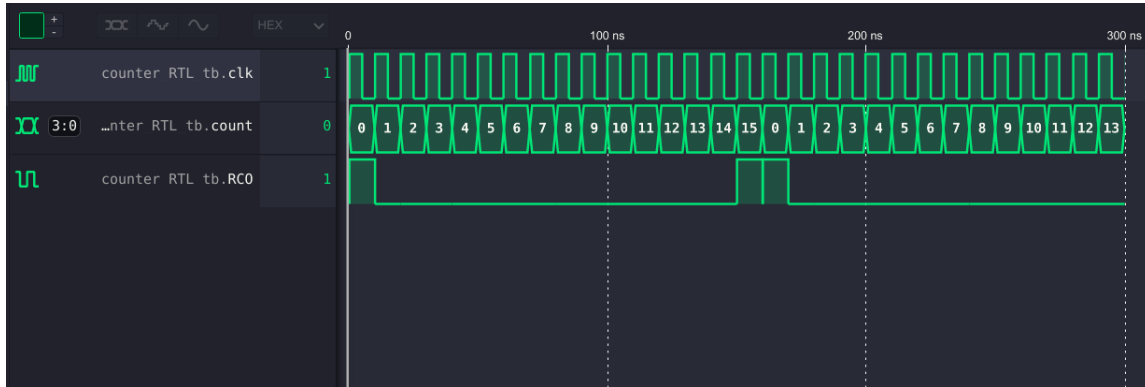 +
-
HEX
0
100 ns
200 ns
300 ns
counter RTL tb.clk 1
3:0 …nter RTL tb.count 0
0 1 2 3 4 5 6 7 8 9 10 11 12 13 14 15 0 1 2 3 4 5 6 7 8 9 10 11 12 13
counter RTL tb.RCO 1